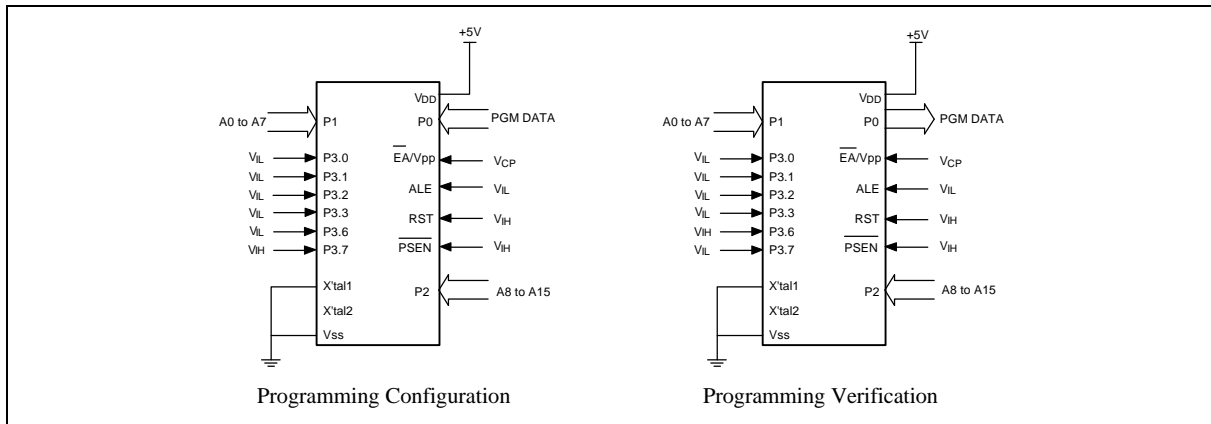 +5V
VDD
A0 to A7
P1
P0
PGM DATA
VIL
P3.0
EA/Vpp
VCP
VIL
P3.1
VIL
P3.2
ALE
VIL
VIL
P3.3
RST
VIH
VIL
P3.6
VIH
P3.7
PSEN
VIH
X'tal1
P2
A8 to A15
X'tal2
Vss
Programming Configuration
+5V
VDD
A0 to A7
P1
P0
PGM DATA
VIL
P3.0
EA/Vpp
VCP
VIL
P3.1
VIL
P3.2
ALE
VIL
VIL
P3.3
RST
VIH
VIH
P3.6
VIL
P3.7
PSEN
VIH
X'tal1
P2
A8 to A15
X'tal2
Vss
Programming Verification